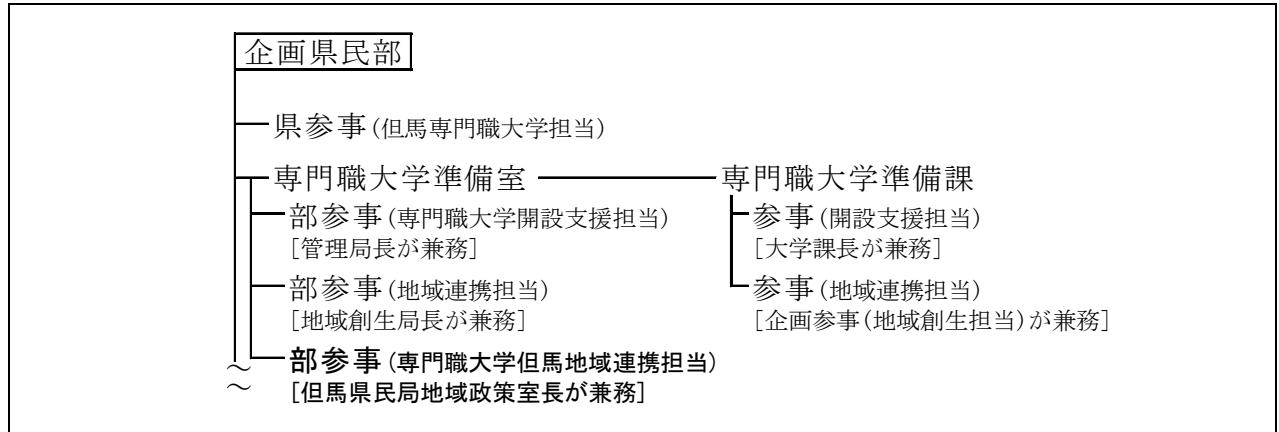 企画県民部
県参事(但馬専門職大学担当)
専門職大学準備室 専門職大学準備課
部参事(専門職大学開設支援担当) 参事(開設支援担当)
[管理局長が兼務] [大学課長が兼務]
部参事(地域連携担当) 参事(地域連携担当)
[地域創生局長が兼務] [企画参事(地域創生担当)が兼務]
部参事(専門職大学但馬地域連携担当)
[但馬県民局地域政策室長が兼務]